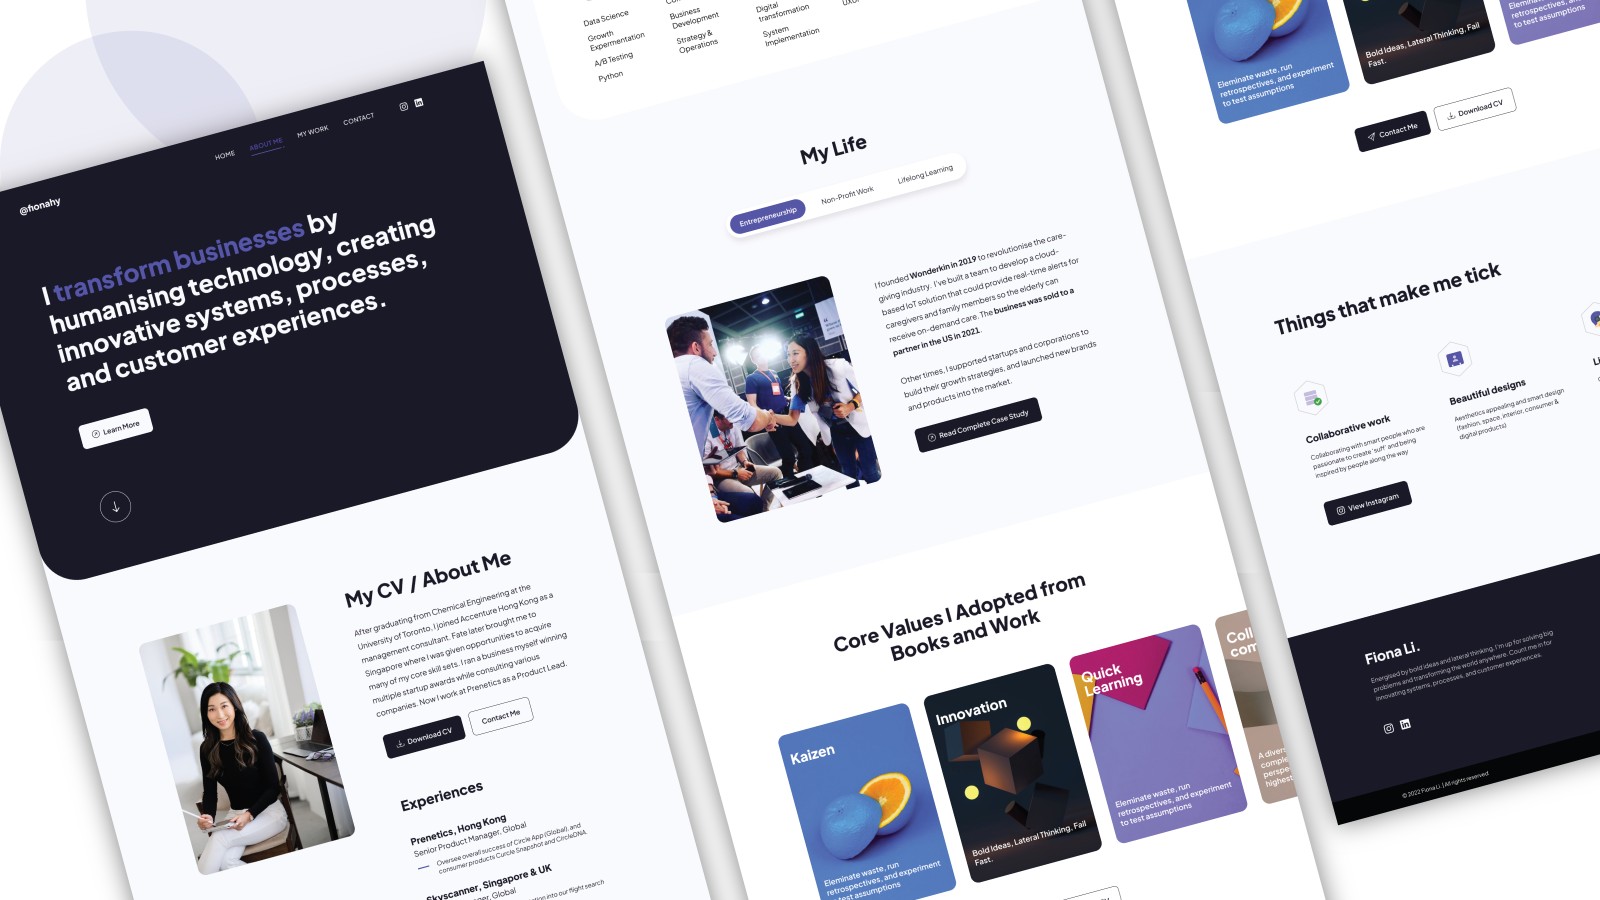 @fionahy
HOME
ABOUT ME
MY WORK
CONTACT
I transform businesses by
humanising technology, creating
innovative systems, processes,
and customer experiences.
Learn More
My CV / About Me
After graduating from Chemical Engineering at the
University of Toronto, I joined Accenture Hong Kong as a
management consultant. Fate later brought me to
Singapore where I was given opportunities to acquire
many of my core skill sets. I ran a business myself winning
multiple startup awards while consulting various
companies. Now I work at Prenetics as a Product Lead.
Download CV
Contact Me
Experiences
Prenetics, Hong Kong
Senior Product Manager, Global
Oversee overall success of Circle App (Global), and
consumer products Curcle Snapshot and CircleDNA.
Skyscanner, Singapore & UK
Global
into our flight search
Data Science
Growth
Expermentation
A/B Testing
Python
Business
Development
Strategy &
Operations
Digital
transformation
System
Implementation
My Life
Entrepreneurship
Non-Profit Work
Lifelong Learning
I founded Wonderkin in 2019 to revolutionise the care-
giving industry. I've built a team to develop a cloud-
based IoT solution that could provide real-time alerts for
caregivers and family members so the elderly can
receive on-demand care. The business was sold to a
partner in the US in 2021.
Other times, I supported startups and corporations to
build their growth strategies, and launched new brands
and products into the market.
Read Complete Case Study
Core Values I Adopted from
Books and Work
Kaizen
Eleminate waste, run
retrospectives, and experiment
to test assumptions
Innovation
Bold Ideas, Lateral Thinking, Fail
Fast.
Quick
Learning
Eleminate waste, run
retrospectives, and experiment
to test assumptions
Coll
com
A divers
comple
perspe
highest
Eleminate waste, run
retrospectives, and experiment
to test assumptions
Bold Ideas, Lateral Thinking, Fail
Fast.
retrospectives,
to test assumptions
Contact Me
Download CV
Things that make me tick
Collaborative work
Collaborating with smart people who are
passionate to create 'suff' and being
inspired by people along the way
Beautiful designs
Aesthetics appealing and smart design
(fashion, space, interior, consumer &
digital products)
Li
View Instagram
Fiona Li.
Energised by bold ideas and lateral thinking, I'm up for solving big
problems and transforming the world anywhere. Count me in for
innovating systems, processes, and customer experiences.
© 2022 Fiona Li. | All rights reserved